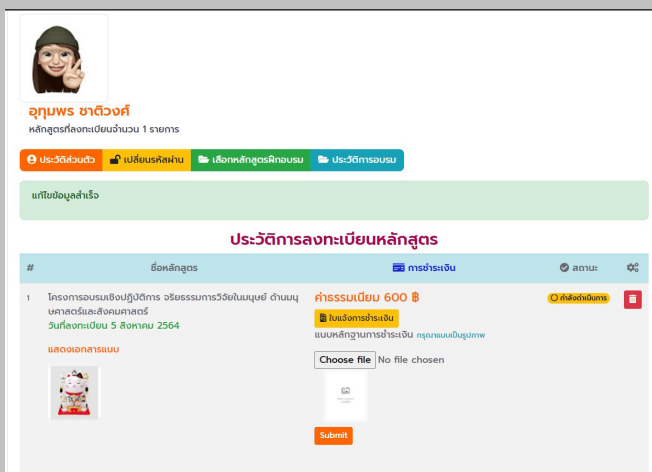 อุทุมพร ชาติวงศ์
หลักสูตรที่ลงทะเบียนจำนวน 1 รายการ
ประวัติส่วนตัว เปลี่ยนรหัสผ่าน เลือกหลักสูตรฝึกอบรม ประวัติการอบรม
แก้ไขข้อมูลสำเร็จ
ประวัติการลงทะเบียนหลักสูตร
# ชื่อหลักสูตร การชำระเงิน สถานะ
1 โครงการอบรมเชิงปฏิบัติการ จริยธรรมการวิจัยในมนุษย์ ด้านมนุ
ษศาสตร์และสังคมศาสตร์
วันที่ลงทะเบียน 5 สิงหาคม 2564
แสดงเอกสารแนบ
ค่าธรรมเนียม 600 ฿
ใบแจ้งการชำระเงิน
แนบหลักฐานการชำระเงิน กรุณาแนบเป็นรูปภาพ
Choose file No file chosen
Submit
กำลังดำเนินการ